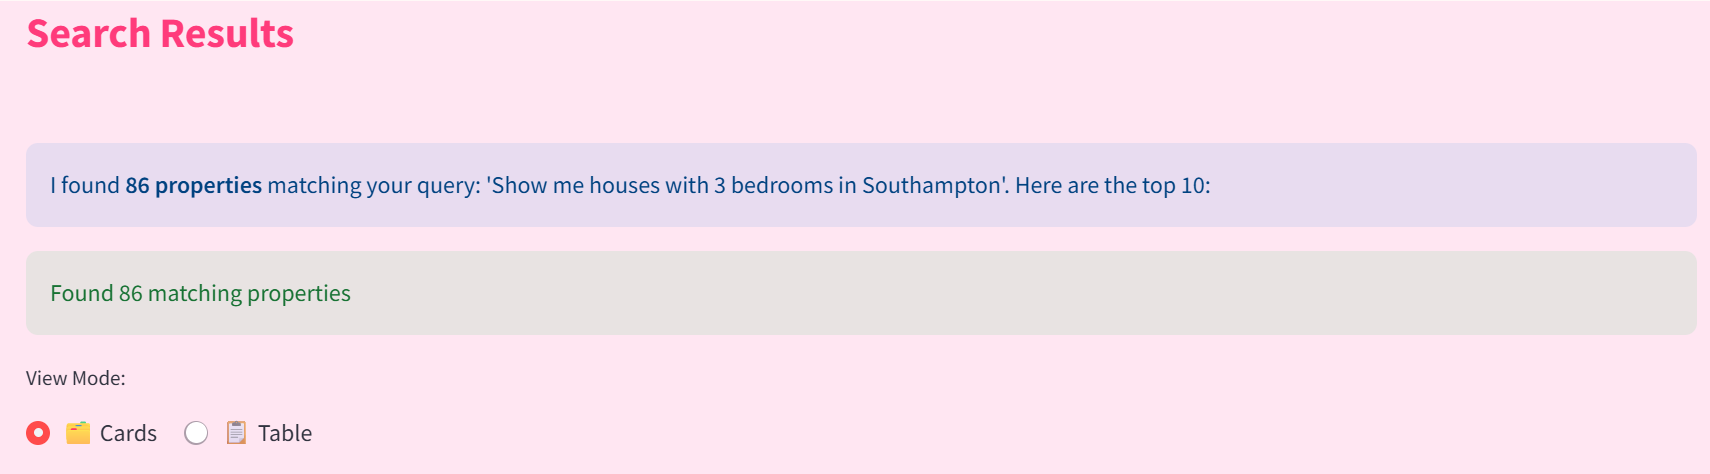 Search Results
I found 86 properties matching your query: 'Show me houses with 3 bedrooms in Southampton'. Here are the top 10:
Found 86 matching properties
View Mode:
Cards Table